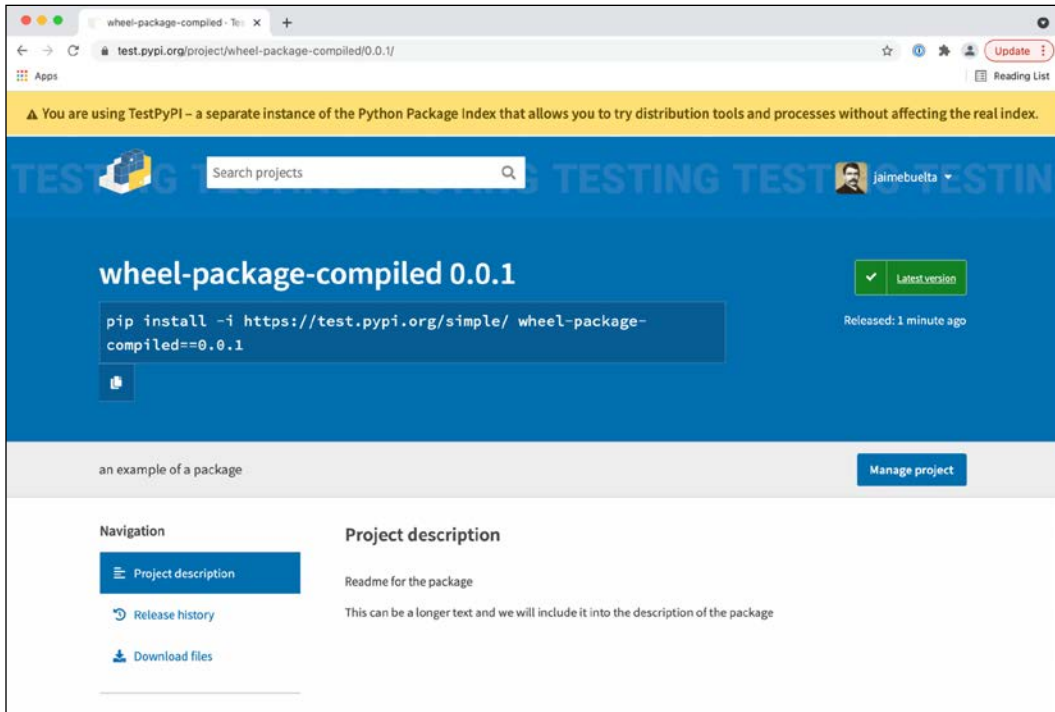 wheel-package-compiled · Tes
test.pypi.org/project/wheel-package-compiled/0.0.1/
Update
Apps
Reading List
You are using TestPyPI – a separate instance of the Python Package Index that allows you to try distribution tools and processes without affecting the real index.
Search projects
TESTING TESTIN
jaimebuelta
wheel-package-compiled 0.0.1
Latest version
pip install -i https://test.pypi.org/simple/ wheel-package-
compiled==0.0.1
Released: 1 minute ago
an example of a package
Manage project
Navigation
Project description
Project description
Readme for the package
Release history
This can be a longer text and we will include it into the description of the package
Download files